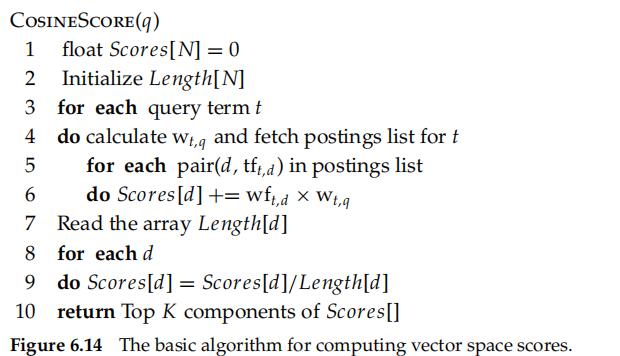 COSINESCORE(q)
1 float Scores[N] = 0
2 Initialize Length[N]
3 for each query term t
4 do calculate w_{t,q} and fetch postings list for t
5 for each pair(d, tf_{t,d}) in postings list
6 do Scores[d] += wf_{t,d} × w_{t,q}
7 Read the array Length[d]
8 for each d
9 do Scores[d] = Scores[d]/Length[d]
10 return Top K components of Scores[]
Figure 6.14 The basic algorithm for computing vector space scores.